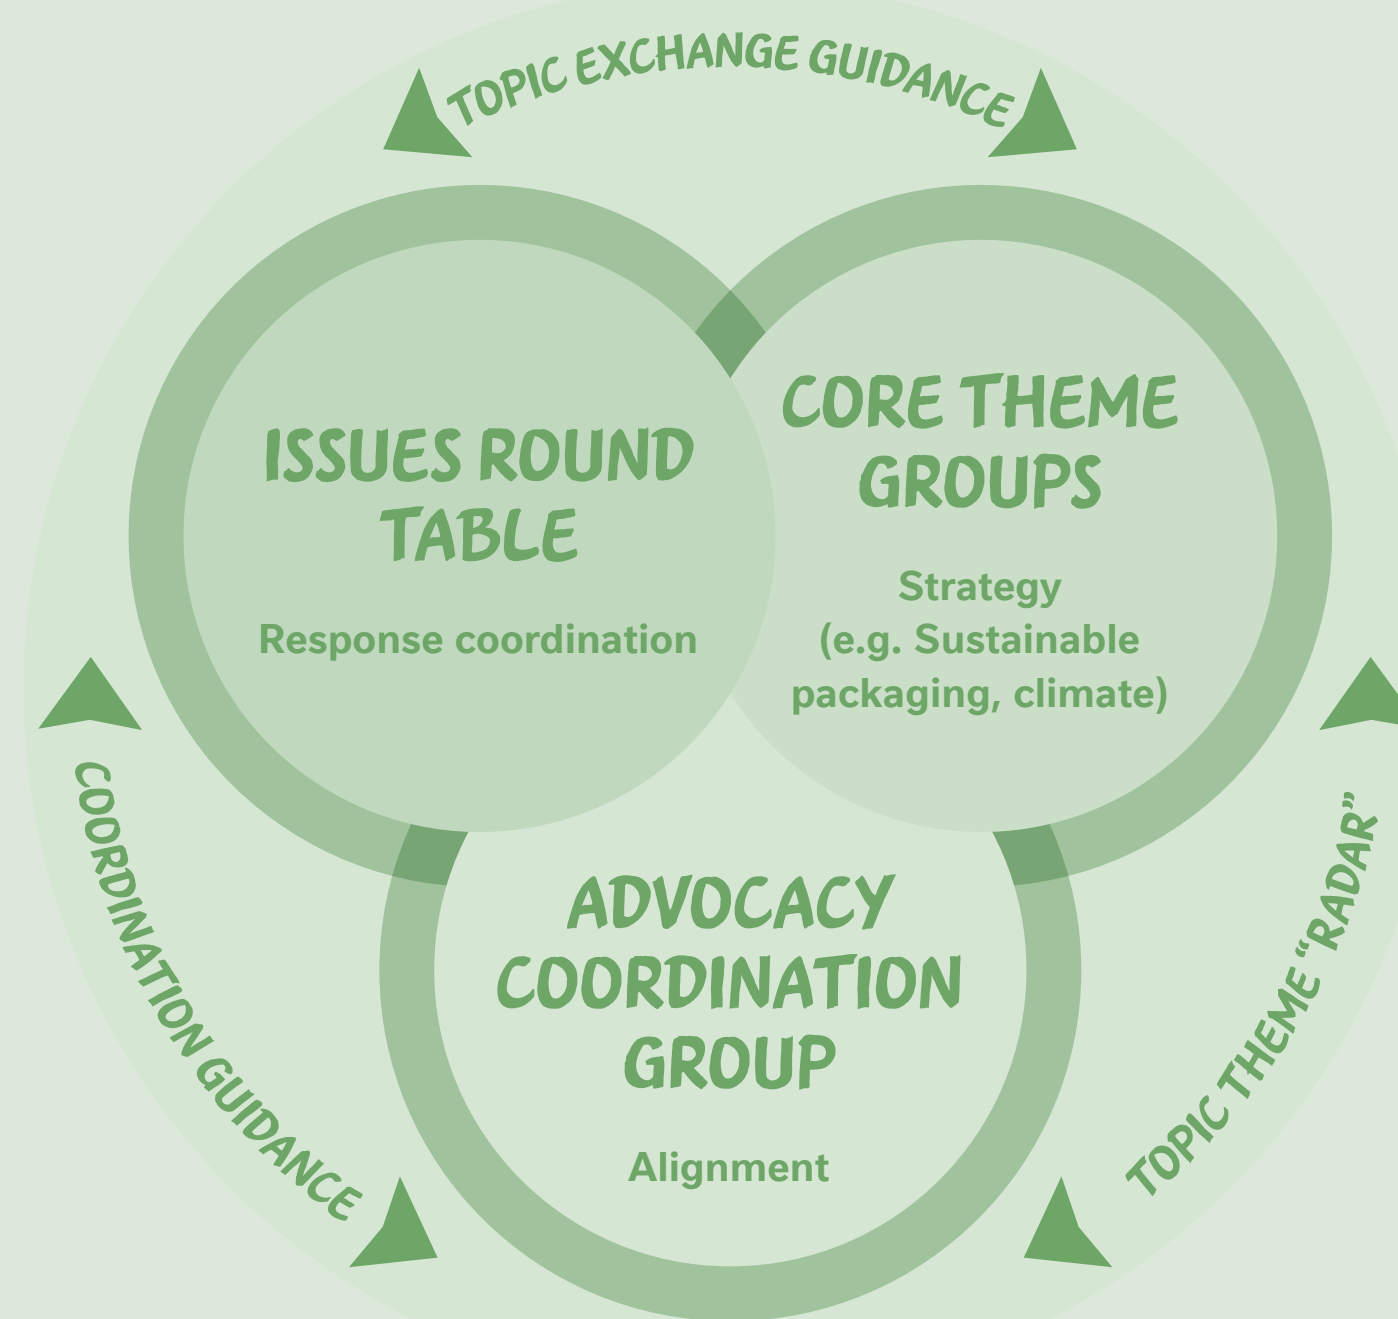 TOPIC EXCHANGE GUIDANCE
ISSUES ROUND
TABLE
Response coordination
CORE THEME
GROUPS
Strategy
(e.g. Sustainable
packaging, climate)
COORDINATION GUIDANCE
TOPIC THEME “RADAR”
ADVOCACY
COORDINATION
GROUP
Alignment